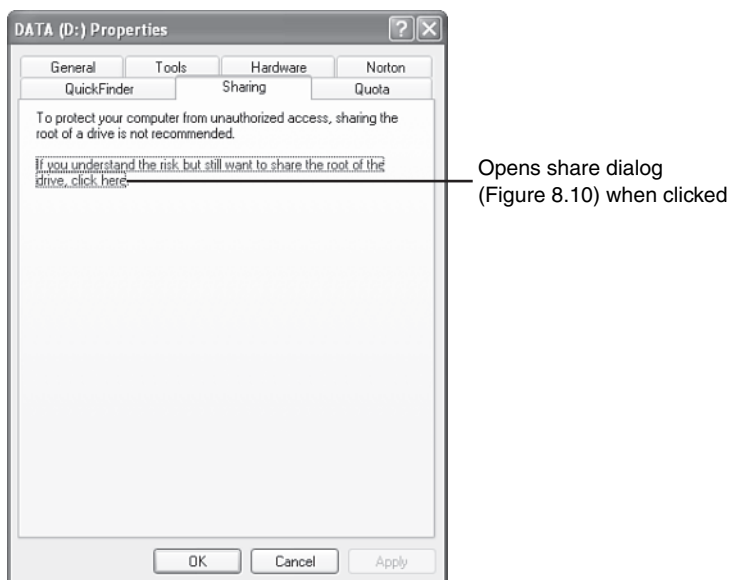 DATA (D:) Properties
General Tools Hardware Norton
QuickFinder Sharing Quota
To protect your computer from unauthorized access, sharing the
root of a drive is not recommended.
If you understand the risk but still want to share the root of the
drive, click here.
Opens share dialog
(Figure 8.10) when clicked
OK Cancel Apply